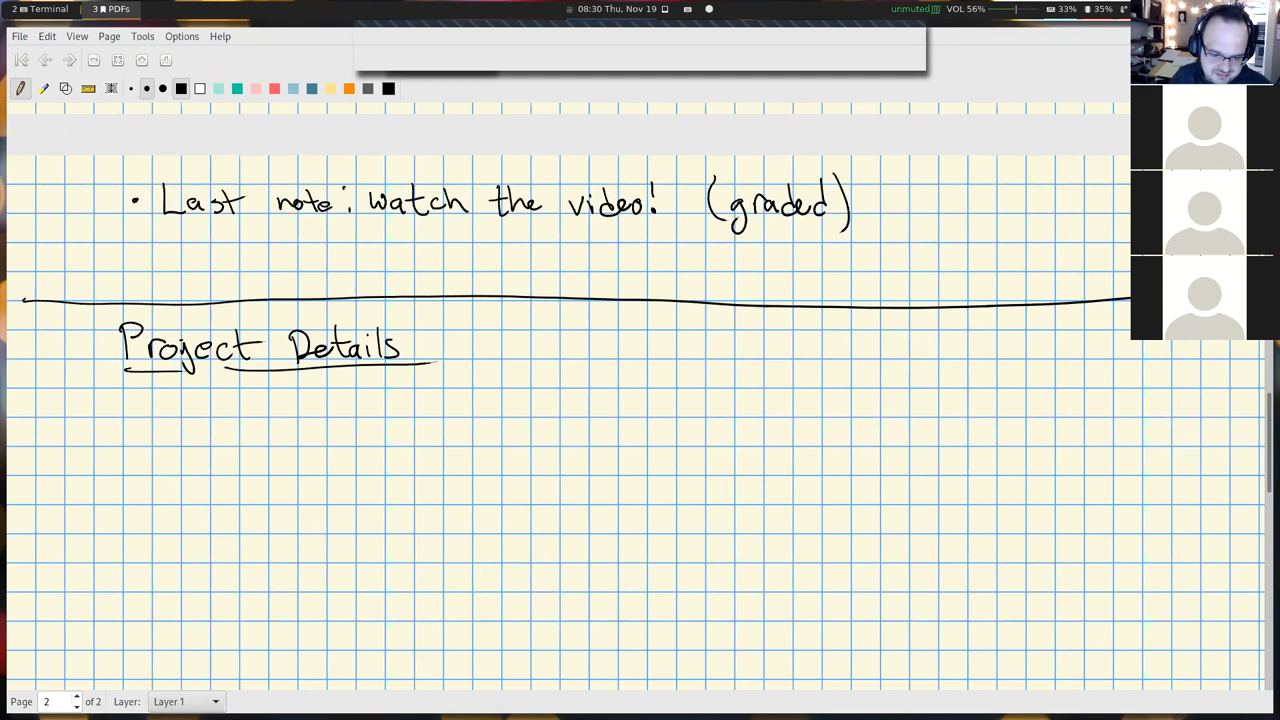 2 Terminal 3 PDFs 08:30 Thu, Nov 19 unmuted VOL 56% 33% 35%
File Edit View Page Tools Options Help
• Last note: watch the video! (graded)
Project Details
Page 2 of 2 Layer: Layer 1